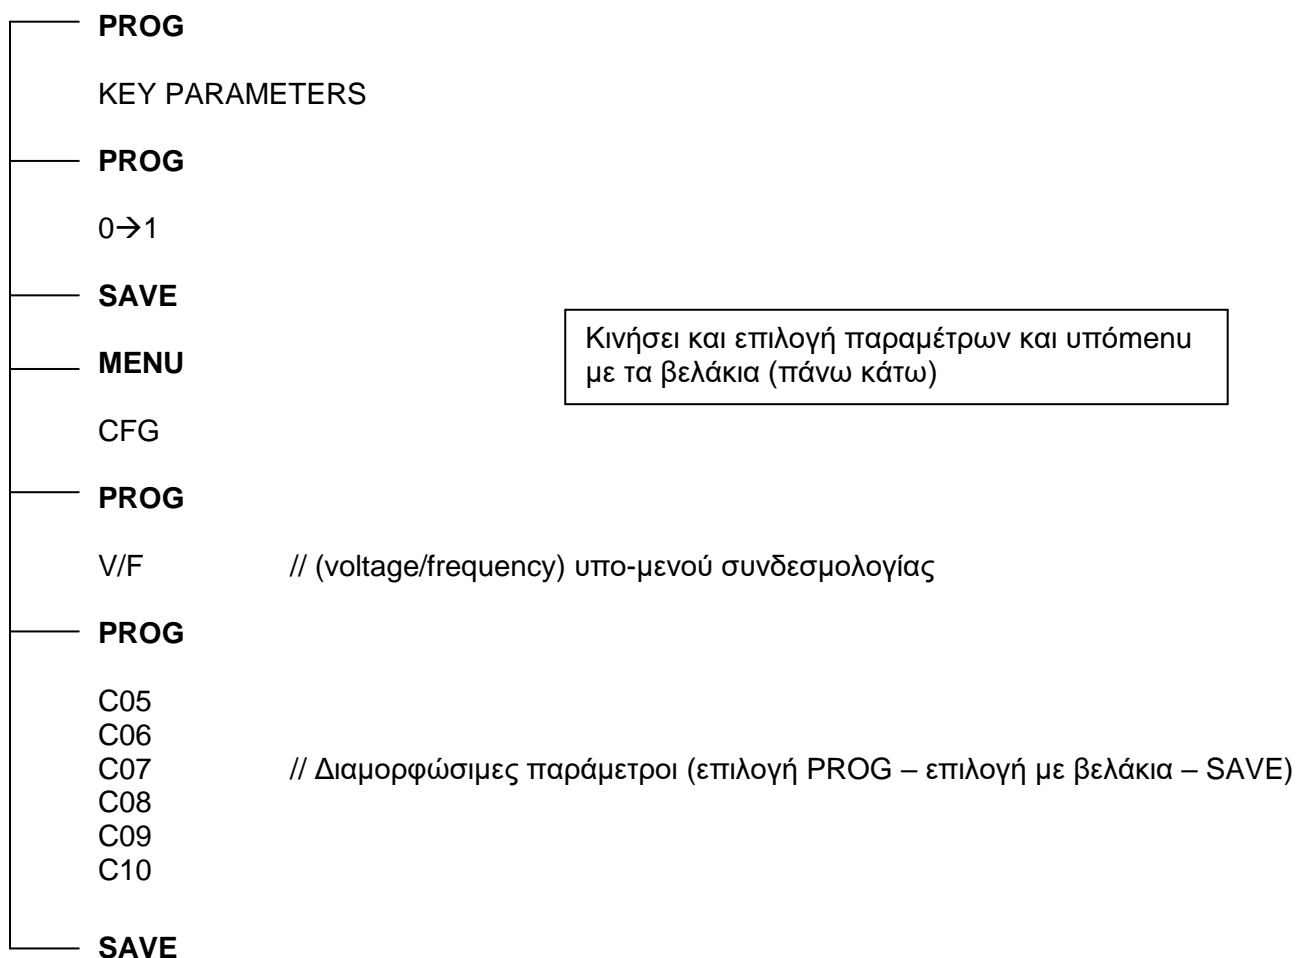 PROG
KEY PARAMETERS
PROG
0→1
SAVE
Κινήσει και επιλογή παραμέτρων και υπόmenu
με τα βελάκια (πάνω κάτω)
MENU
CFG
PROG
V/F // (voltage/frequency) υπο-μενού συνδεσμολογίας
PROG
C05
C06
C07 // Διαμορφώσιμες παράμετροι (επιλογή PROG – επιλογή με βελάκια – SAVE)
C08
C09
C10
SAVE